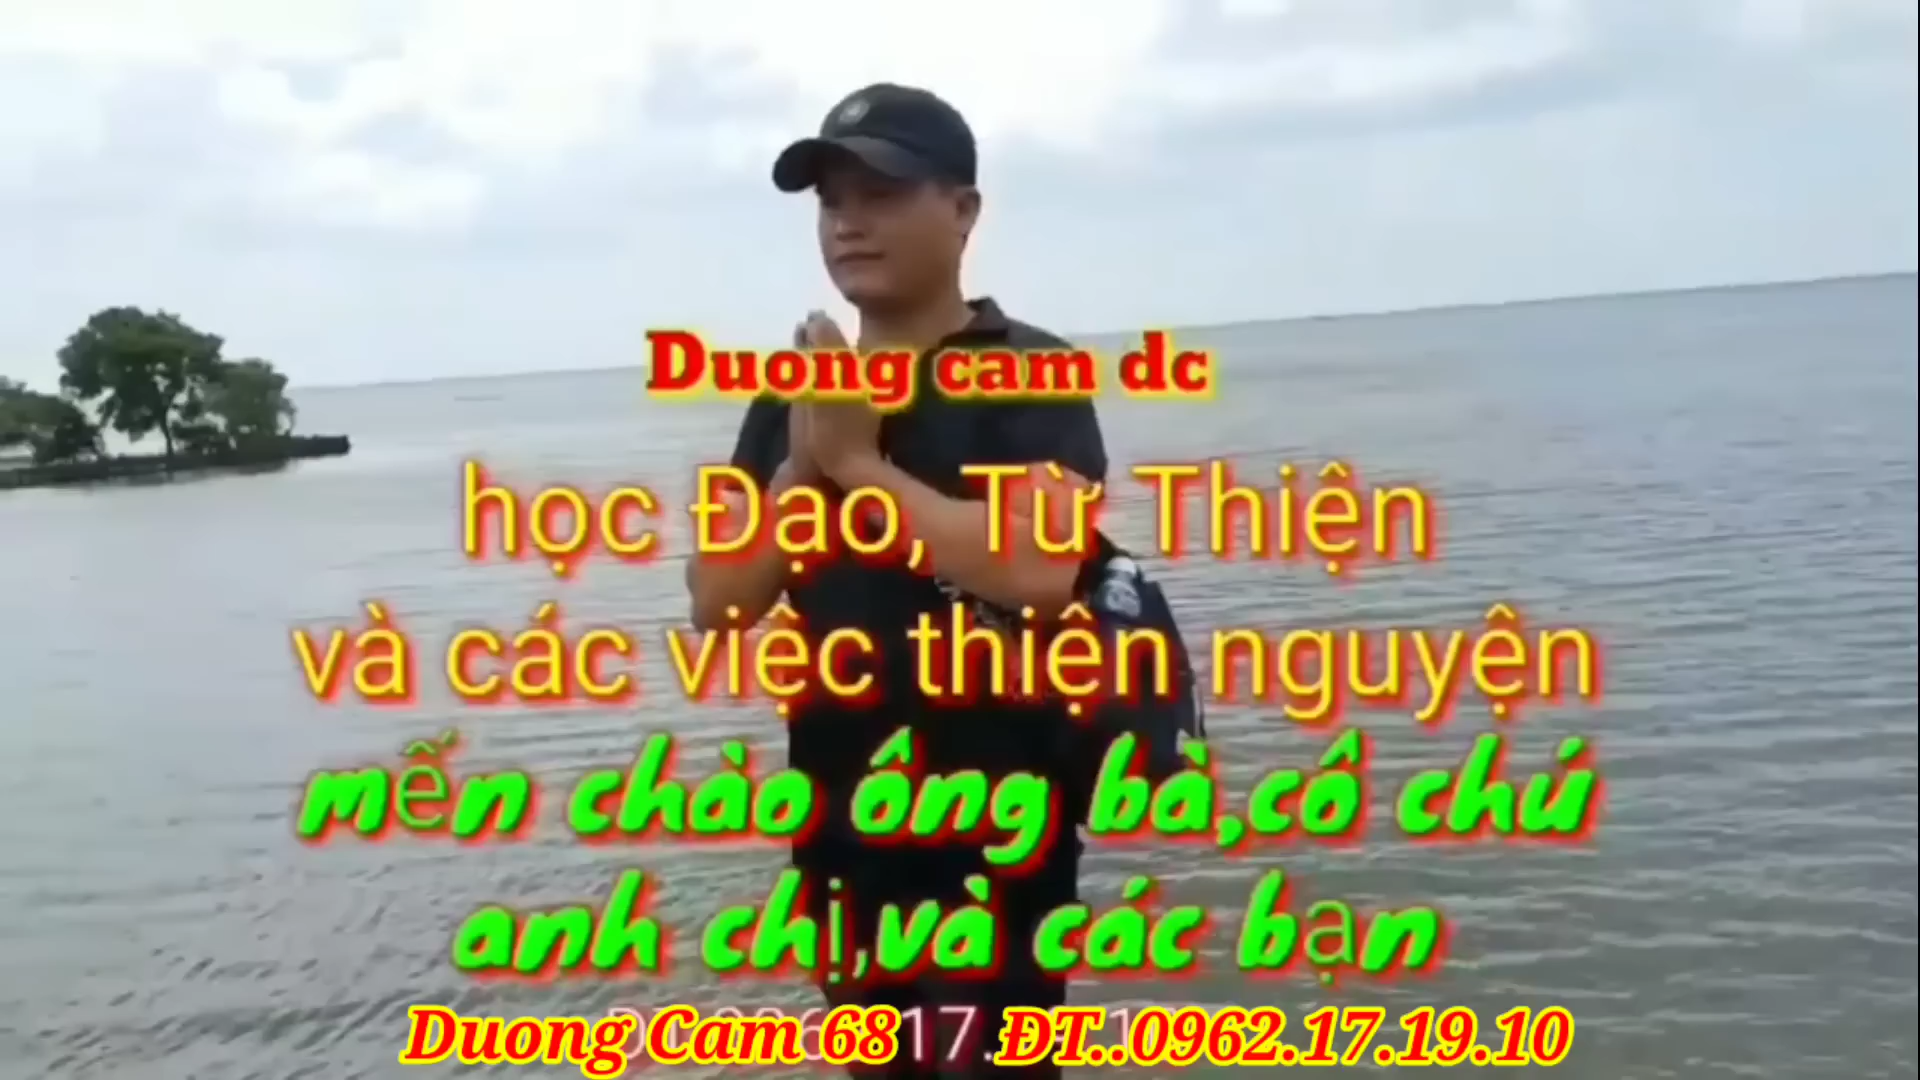 Duong cam dc
học Đạo, Từ Thiện
và các việc thiện nguyện
mến chào ông bà,cô chú
anh chị,và các bạn
Duong Cam 68 ĐT..0962.17.19.10